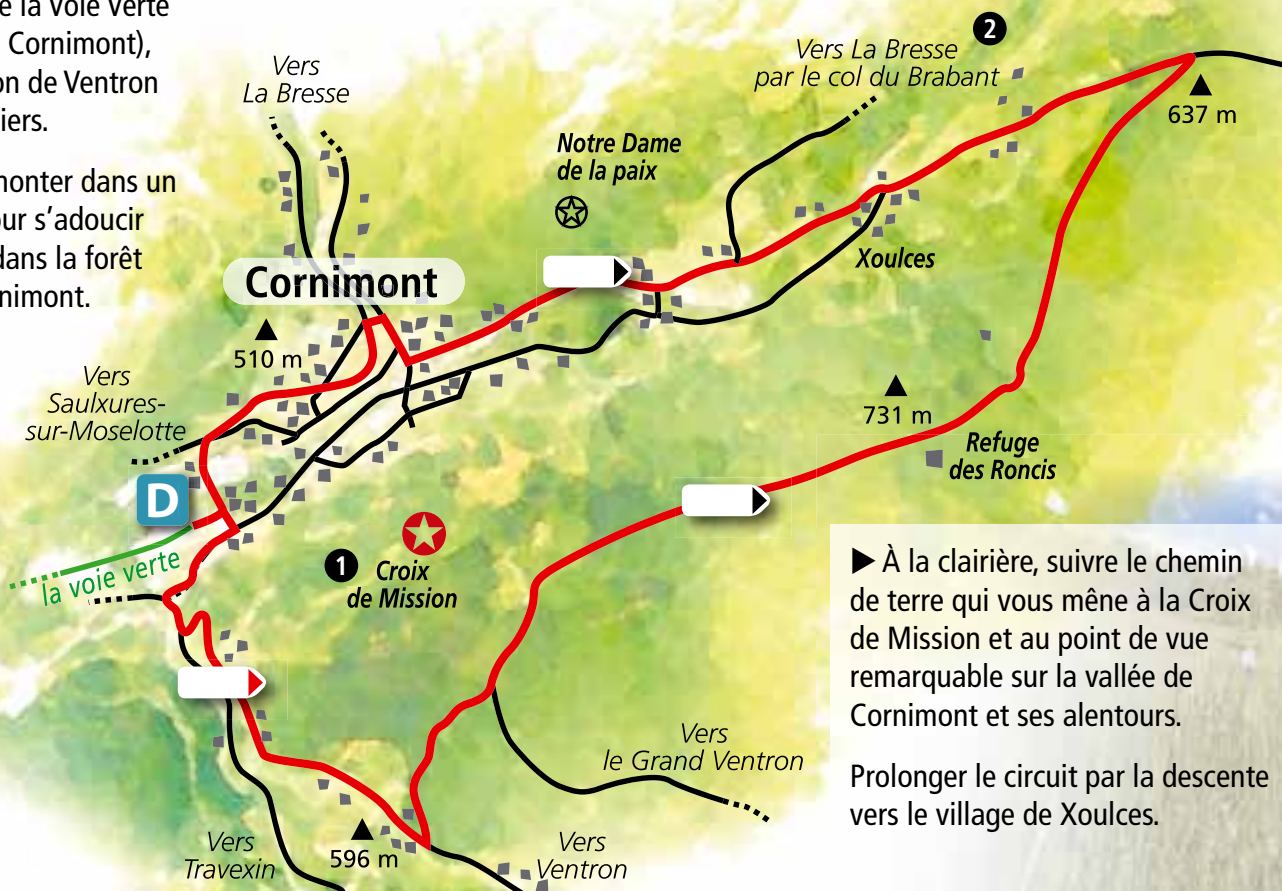 e la Voie Verte
Cornimont),
on de Ventron
iers.
monter dans un
our s'adoucir
dans la forêt
rnimont.
Vers
La Bresse
Vers La Bresse
par le col du Brabant
2
637 m
Notre Dame
de la paix
Cornimont
510 m
Xoulces
Vers
Saulxures-
sur-Moselotte
731 m
Refuge
des Roncis
D
la voie verte
1
Croix
de Mission
▶ À la clairière, suivre le chemin
de terre qui vous mène à la Croix
de Mission et au point de vue
remarquable sur la vallée de
Cornimont et ses alentours.
Prolonger le circuit par la descente
vers le village de Xoulces.
Vers
le Grand Ventron
Vers
Travexin
596 m
Vers
Ventron